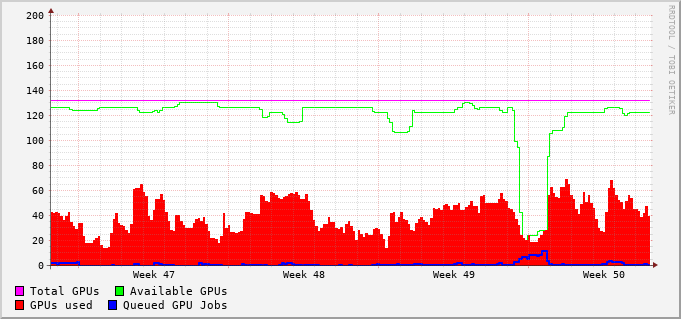 200
180
160
140
120
100
80
60
40
20
0
Week 47 Week 48 Week 49 Week 50
Total GPUs Available GPUs
GPUs used Queued GPU Jobs
RRDTOOL / TOBI OETIKER